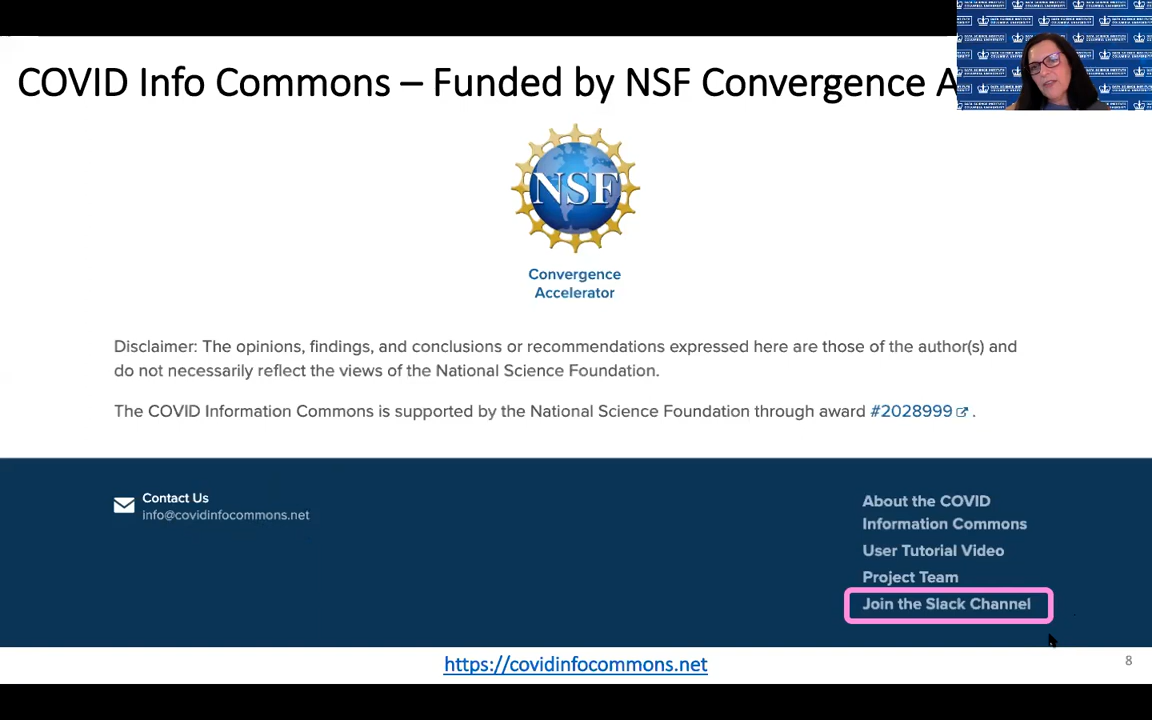 COVID Info Commons – Funded by NSF Convergence A
NSF
Convergence
Accelerator
Disclaimer: The opinions, findings, and conclusions or recommendations expressed here are those of the author(s) and
do not necessarily reflect the views of the National Science Foundation.
The COVID Information Commons is supported by the National Science Foundation through award #2028999 .
Contact Us
info@covidinfocommons.net
About the COVID
Information Commons
User Tutorial Video
Project Team
Join the Slack Channel
https://covidinfocommons.net
8